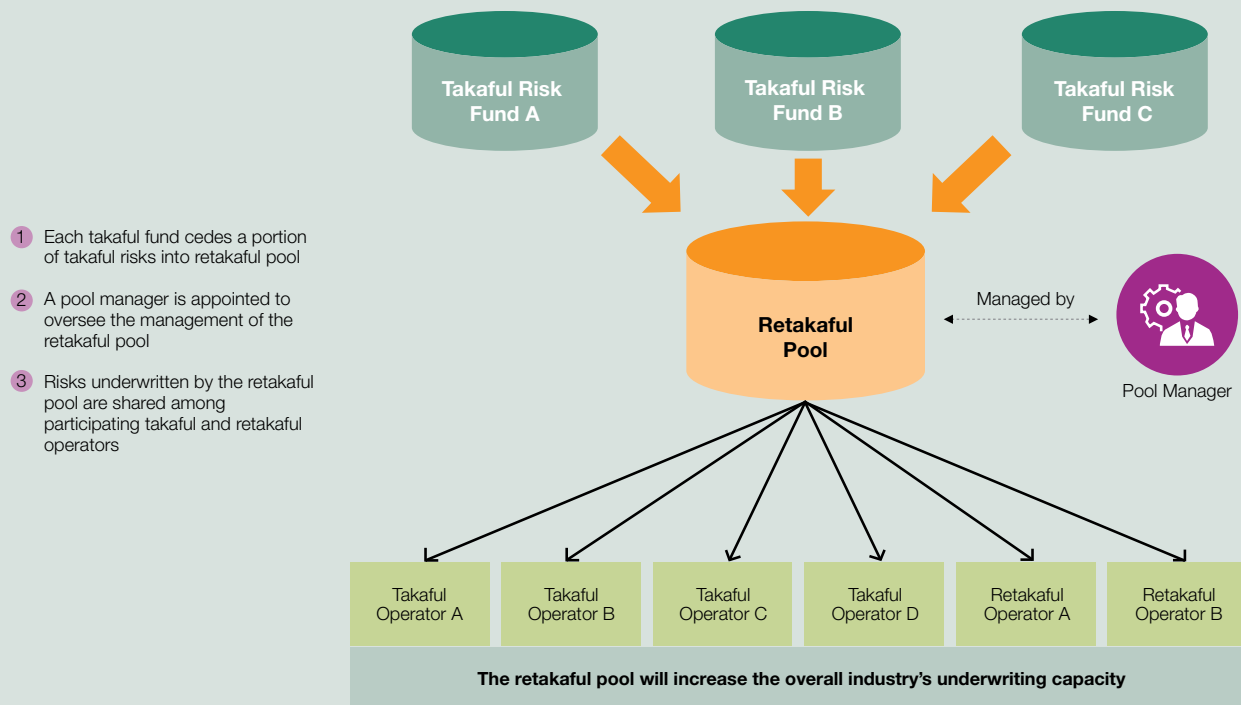 Takaful Risk
Fund A
Takaful Risk
Fund B
Takaful Risk
Fund C
1 Each takaful fund cedes a portion
of takaful risks into retakaful pool
2 A pool manager is appointed to
oversee the management of the
retakaful pool
3 Risks underwritten by the retakaful
pool are shared among
participating takaful and retakaful
operators
Retakaful
Pool
Managed by
Pool Manager
Takaful
Operator A
Takaful
Operator B
Takaful
Operator C
Takaful
Operator D
Retakaful
Operator A
Retakaful
Operator B
The retakaful pool will increase the overall industry's underwriting capacity